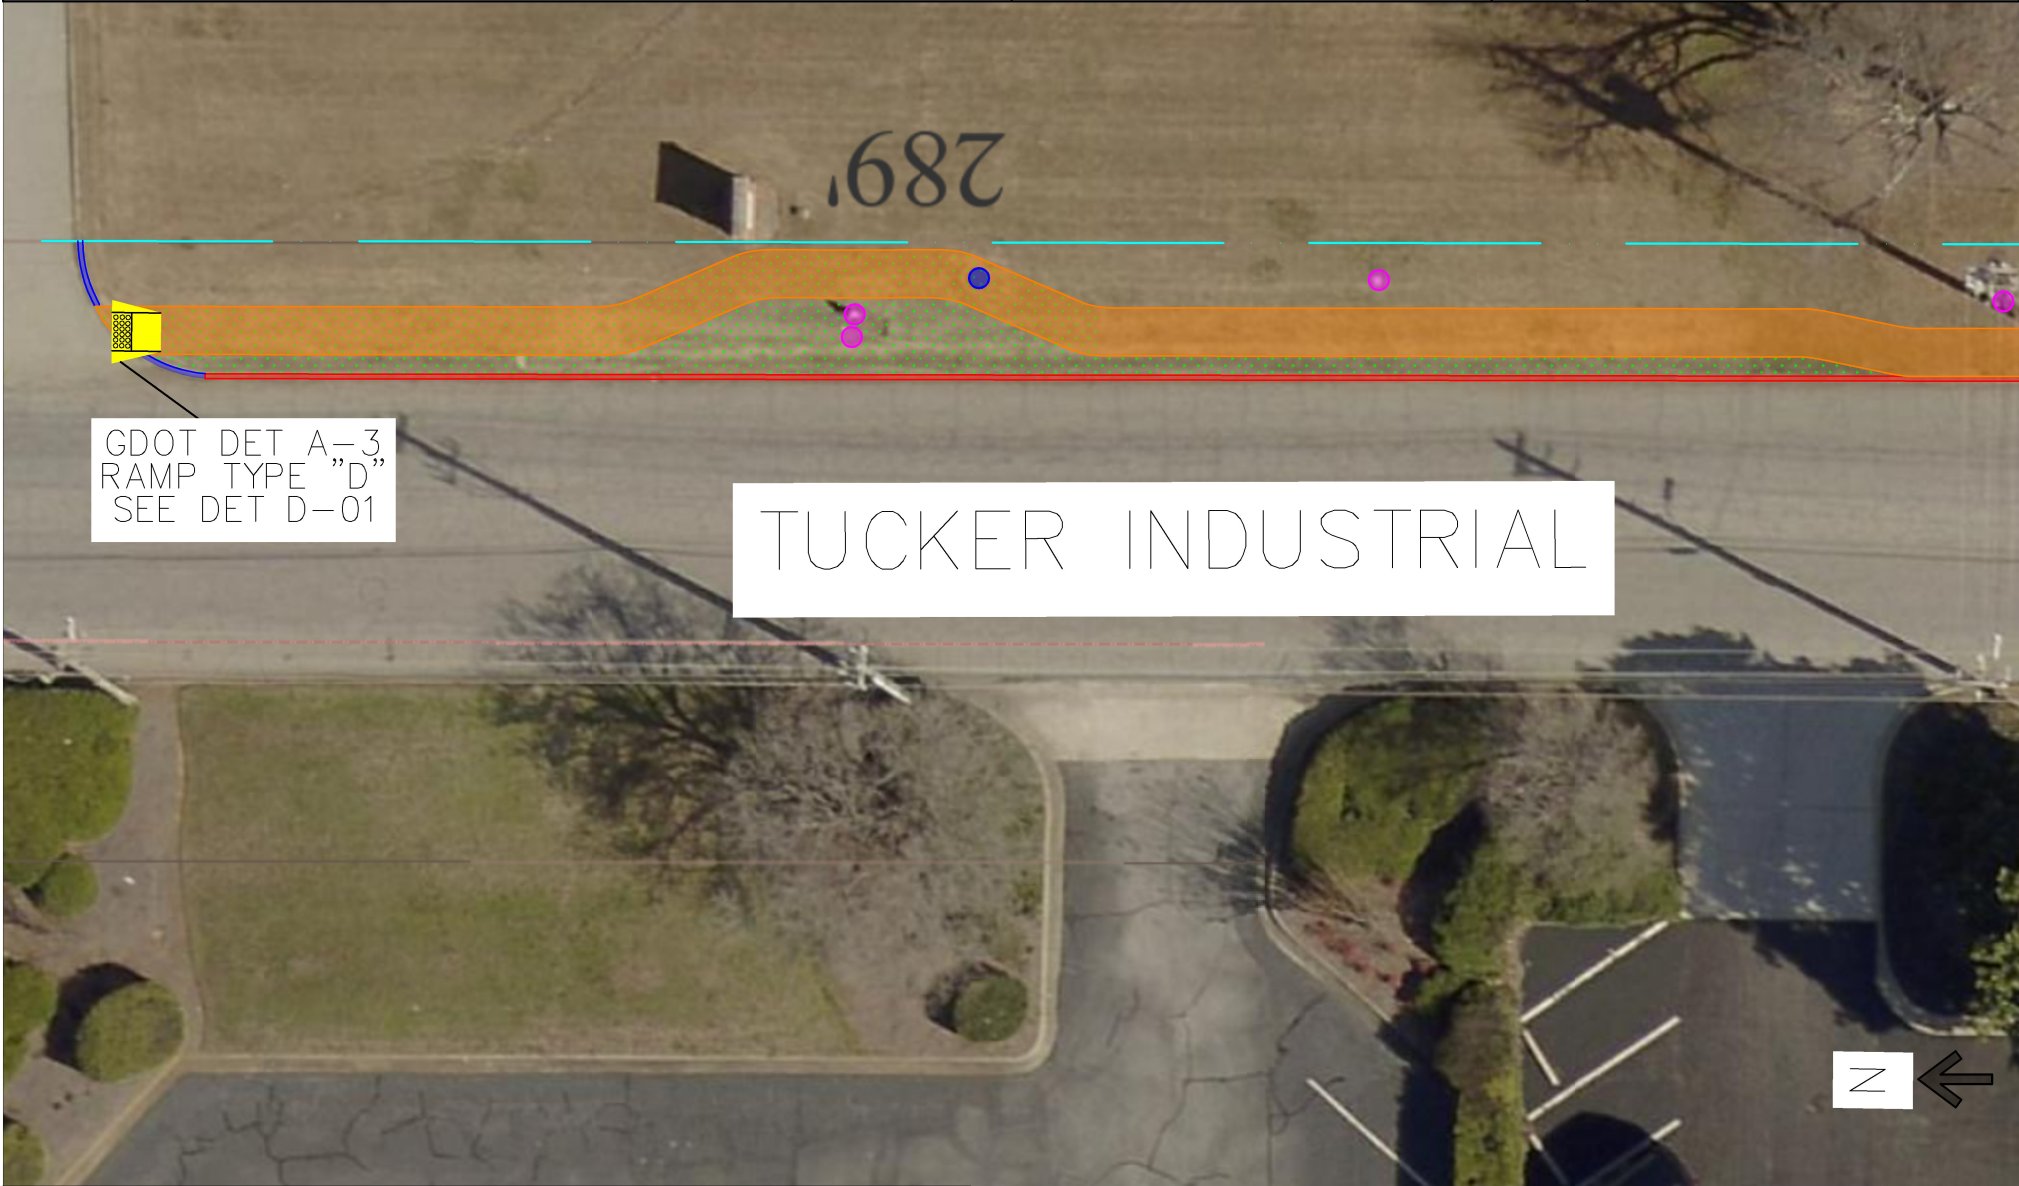 289'
GDOT DET A-3
RAMP TYPE "D"
SEE DET D-01
TUCKER INDUSTRIAL
N